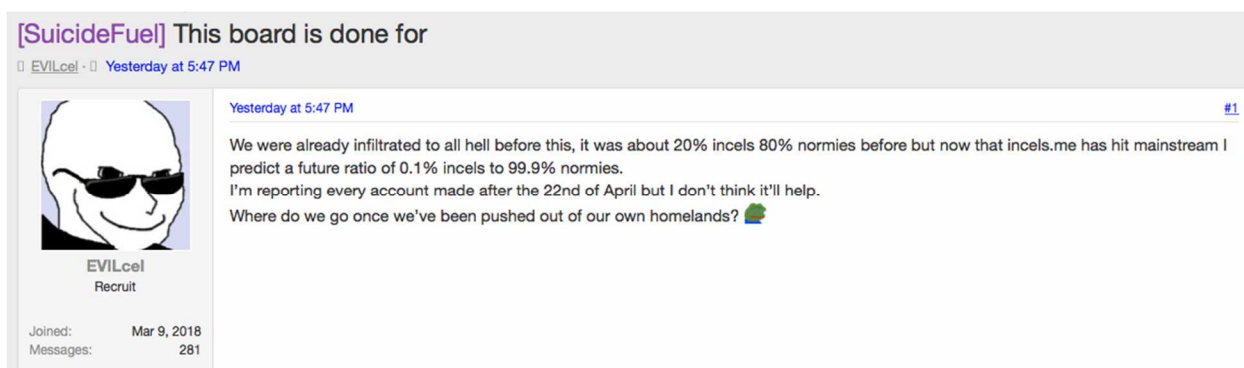 [SuicideFuel] This board is done for
EVILcel · Yesterday at 5:47 PM
Yesterday at 5:47 PM #1
We were already infiltrated to all hell before this, it was about 20% incels 80% normies before but now that incels.me has hit mainstream I
predict a future ratio of 0.1% incels to 99.9% normies.
I'm reporting every account made after the 22nd of April but I don't think it'll help.
Where do we go once we've been pushed out of our own homelands?
EVILcel
Recruit
Joined: Mar 9, 2018
Messages: 281